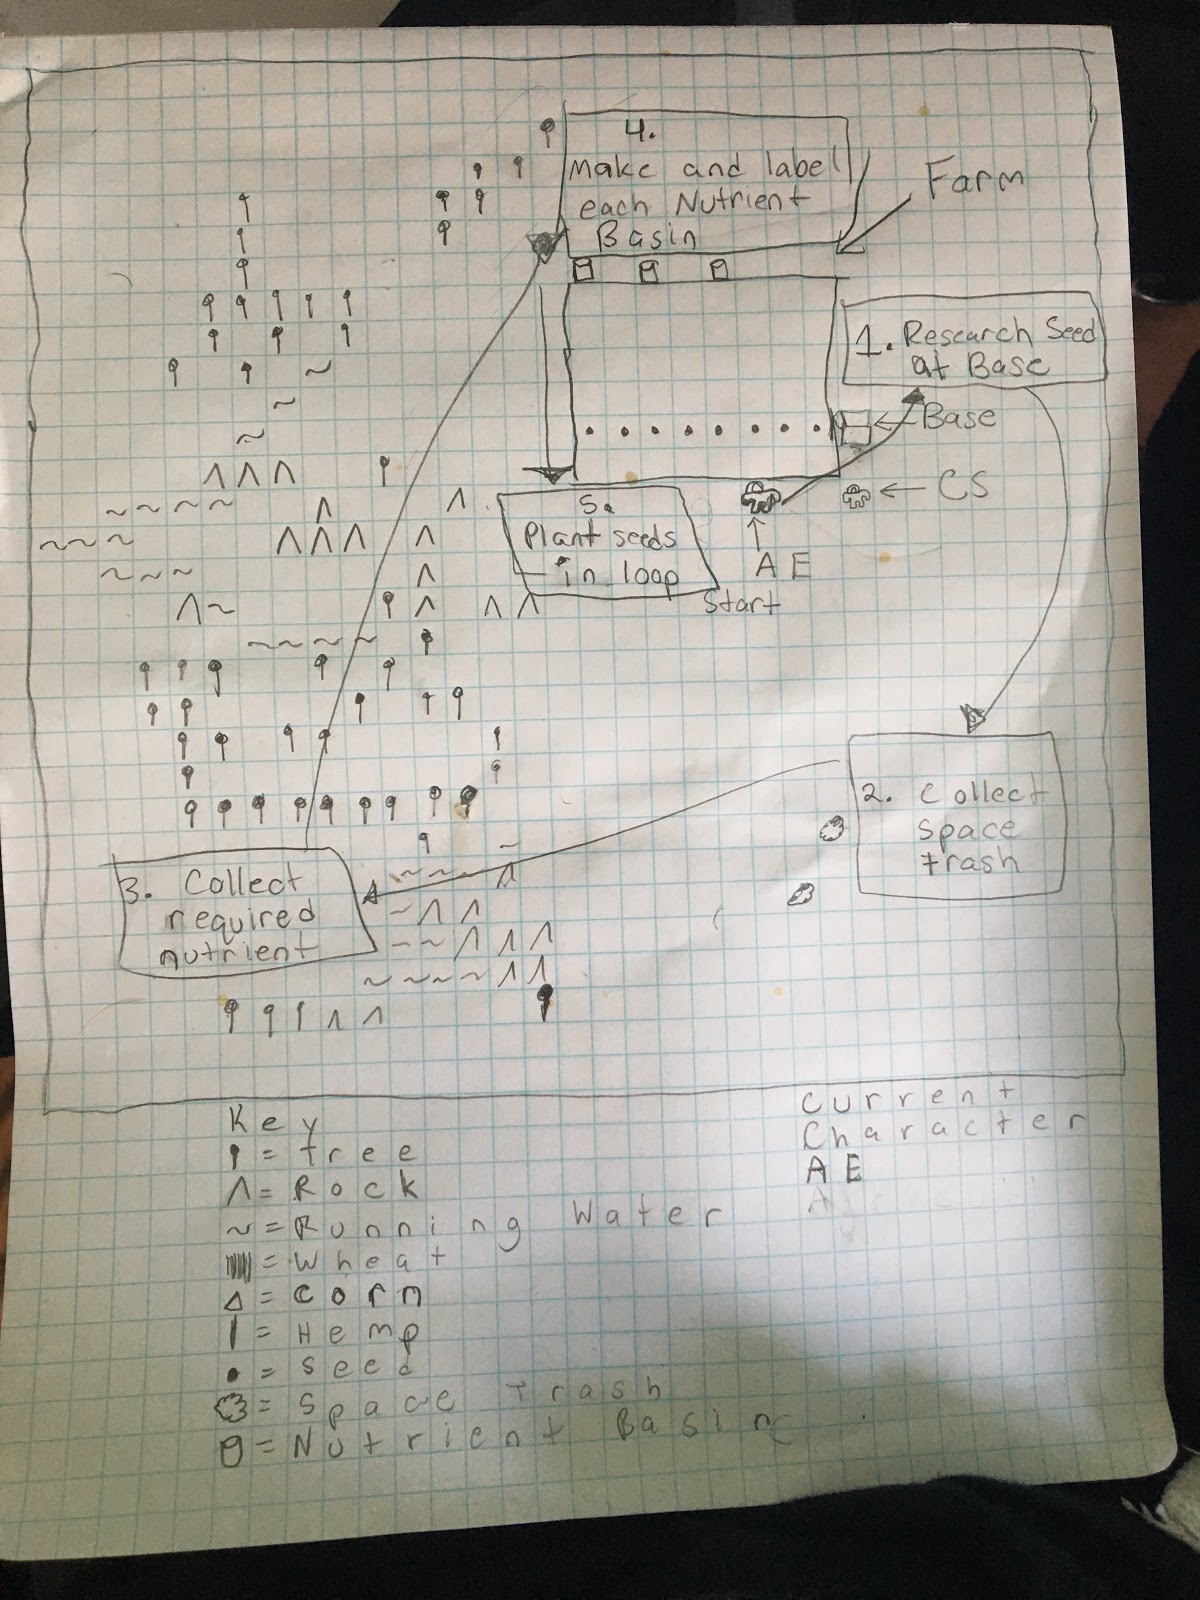 4.
Make and label
each Nutrient
Basin
Farm
1. Research Seed
at Base
Base
CS
5.
Plant seeds
in loop
AE
Start
2. Collect
space
trash
3. Collect
required
nutrient
Key
= tree
= Rock
~ = Running Water
= Wheat
= corn
= Hemp
= seed
= Space Trash
= Nutrient Basin
Current
Character
AE